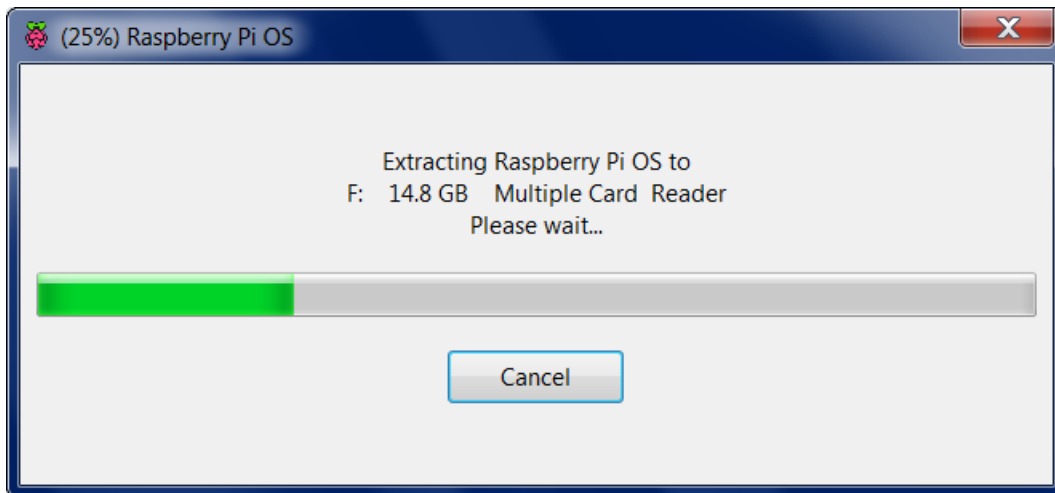 (25%) Raspberry Pi OS
Extracting Raspberry Pi OS to
F: 14.8 GB Multiple Card Reader
Please wait...
Cancel